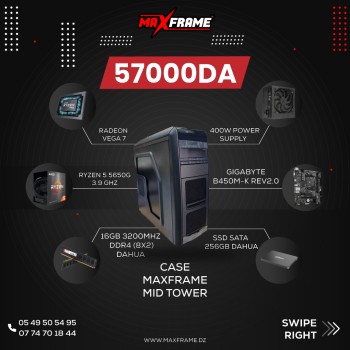 MAXFRAME
57000DA
RADEON
VEGA 7
400W POWER
SUPPLY
RYZEN 5 5650G
3.9 GHZ
GIGABYTE
B450M-K REV2.0
16GB 3200MHZ
DDR4 (8X2)
DAHUA
SSD SATA
256GB DAHUA
CASE
MAXFRAME
MID TOWER
05 49 50 54 95
07 74 70 18 44
SWIPE
RIGHT
WWW.MAXFRAME.DZ